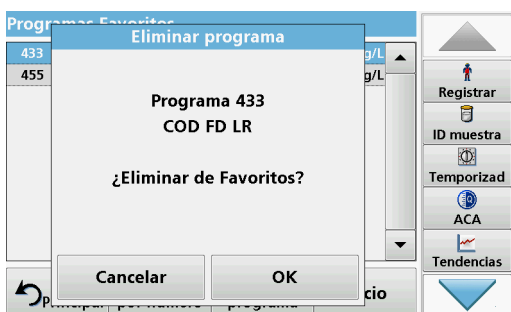 Programas Favoritos
Eliminar programa
433
g/L
455
g/L
Programa 433
COD FD LR
¿Eliminar de Favoritos?
Cancelar
OK
Registrar
ID muestra
Temporizad
ACA
Tendencias